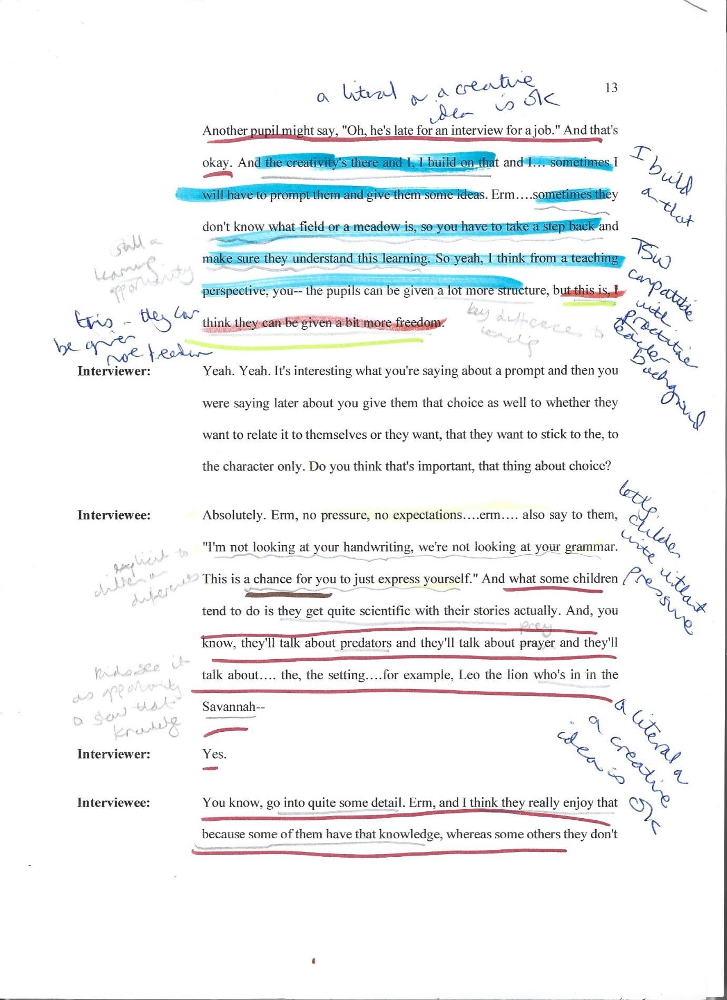 13
a literal or a creative
idea is OK
Another pupil might say, "Oh, he's late for an interview for a job." And that's
okay. And the creativity's there and I, I build on that and I… sometimes I
will have to prompt them and give them some ideas. Erm….sometimes they
don't know what field or a meadow is, so you have to take a step back and
make sure they understand this learning. So yeah, I think from a teaching
perspective, you-- the pupils can be given a lot more structure, but this is, I
think they can be given a bit more freedom.
I build
on that
TSW
compatible
with
proactive
teacher
background
still a
learning
opportunity
this - they can
be given
more freedom
key difference to
Interviewer:
Yeah. Yeah. It's interesting what you're saying about a prompt and then you
were saying later about you give them that choice as well to whether they
want to relate it to themselves or they want, that they want to stick to the, to
the character only. Do you think that's important, that thing about choice?
Interviewee:
Absolutely. Erm, no pressure, no expectations….erm…. also say to them,
"I'm not looking at your handwriting, we're not looking at your grammar.
This is a chance for you to just express yourself." And what some children
tend to do is they get quite scientific with their stories actually. And, you
prey
know, they'll talk about predators and they'll talk about prayer and they'll
talk about…. the, the setting….for example, Leo the lion who's in in the
Savannah--
letting
children
write without
pressure
explicit to
children on
differences
kids see it
as opportunity
to show that
knowledge
Interviewer:
Yes.
a literal or
a creative
idea is OK
Interviewee:
You know, go into quite some detail. Erm, and I think they really enjoy that
because some of them have that knowledge, whereas some others they don't